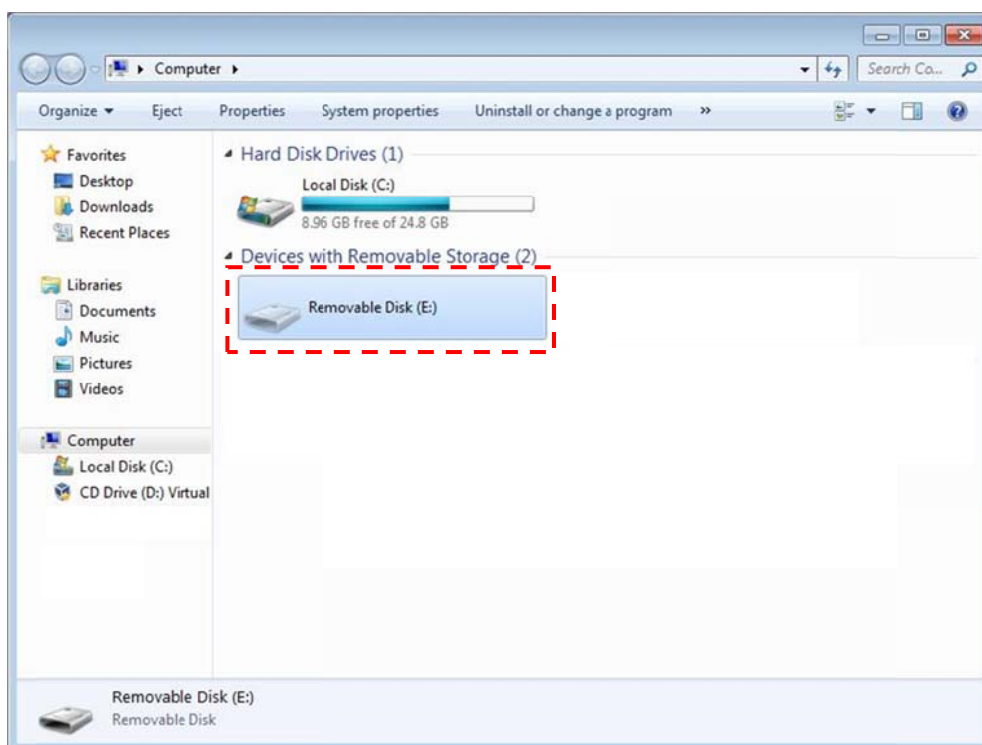 Computer
Search Co...
Organize Eject Properties System properties Uninstall or change a program »
Favorites
Desktop
Downloads
Recent Places
Libraries
Documents
Music
Pictures
Videos
Computer
Local Disk (C:)
CD Drive (D:) Virtual
Hard Disk Drives (1)
Local Disk (C:)
8.96 GB free of 24.8 GB
Devices with Removable Storage (2)
Removable Disk (E:)
Removable Disk (E:)
Removable Disk